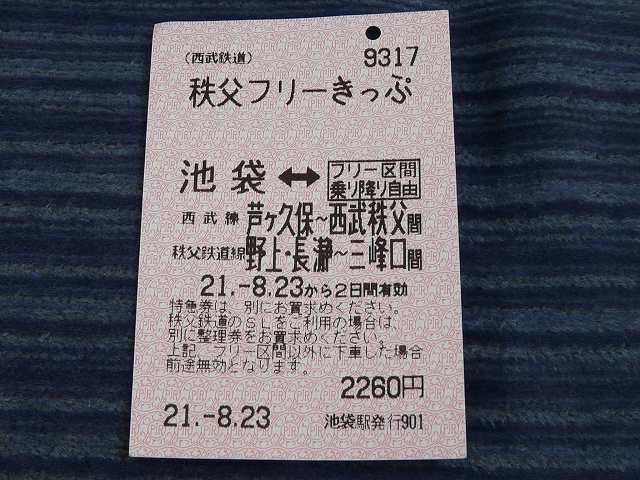 (西武鉄道)
9317
秩父フリーきっぷ
池袋↔フリー区間
乗り降り自由
西武線 芦ヶ久保~西武秩父間
秩父鉄道線 野上・長瀞~三峰口間
21.-8.23から2日間有効
特急券は、別にお買求めください。
秩父鉄道のSLをご利用の場合は、
別に整理券をお買求めください。
上記、フリー区間以外に下車した場合
前途無効となります。
2260円
21.-8.23
池袋駅発行901